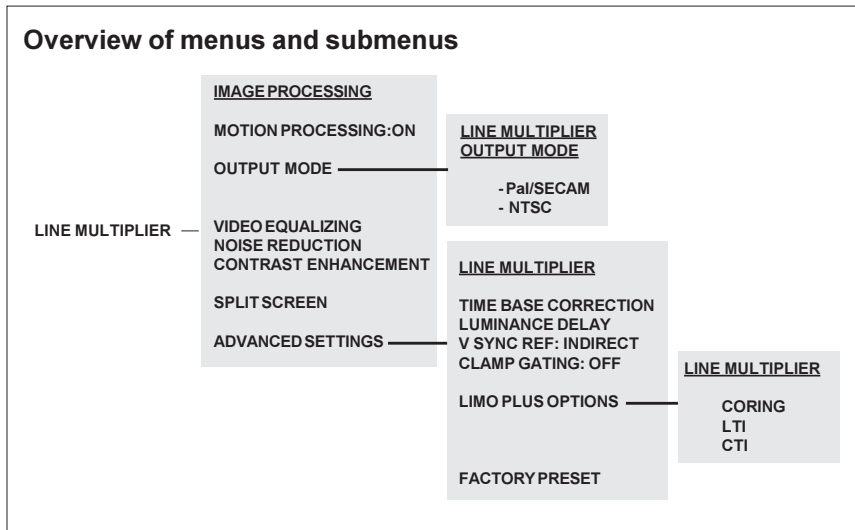 Overview of menus and submenus
LINE MULTIPLIER
IMAGE PROCESSING
MOTION PROCESSING:ON
OUTPUT MODE
VIDEO EQUALIZING
NOISE REDUCTION
CONTRAST ENHANCEMENT
SPLIT SCREEN
ADVANCED SETTINGS
LINE MULTIPLIER
OUTPUT MODE
- Pal/SECAM
- NTSC
LINE MULTIPLIER
TIME BASE CORRECTION
LUMINANCE DELAY
V SYNC REF: INDIRECT
CLAMP GATING: OFF
LIMO PLUS OPTIONS
FACTORY PRESET
LINE MULTIPLIER
CORING
LTI
CTI